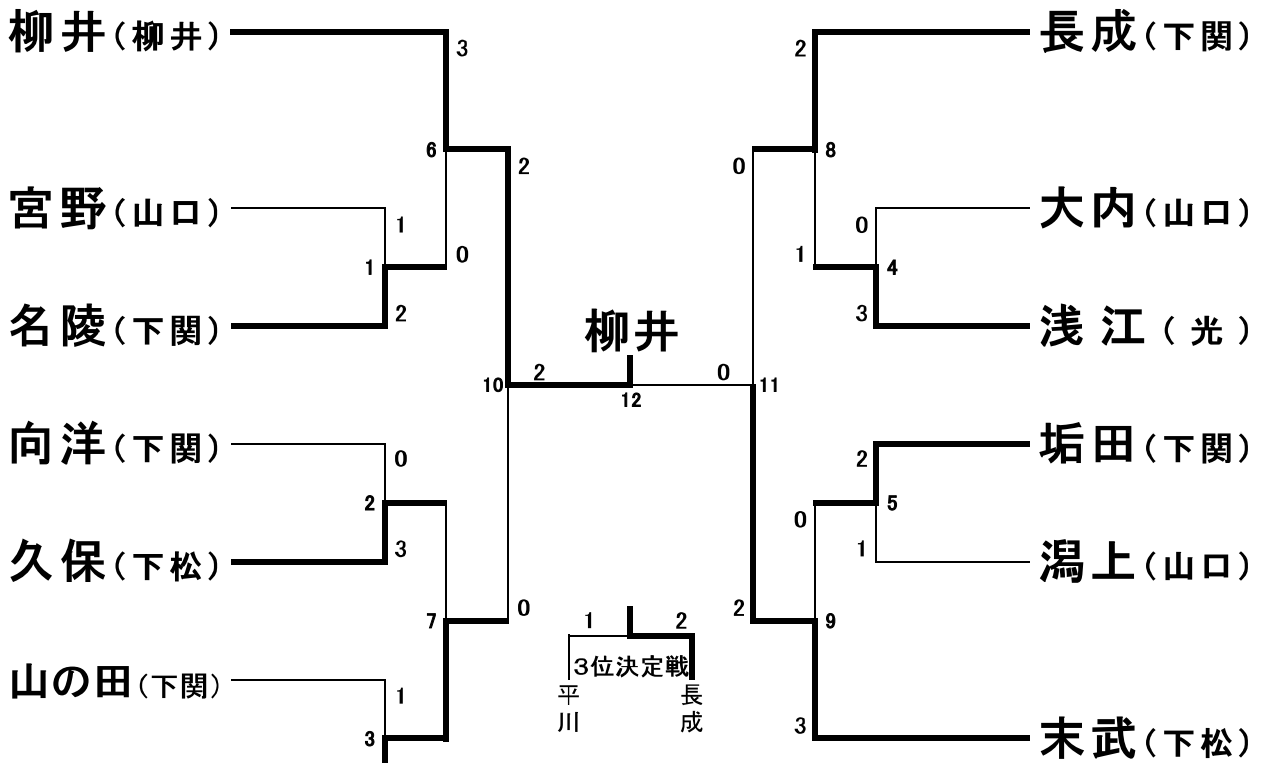 柳井(柳井)
3
6
2
宮野(山口)
1
1
0
名陵(下関)
2
向洋(下関)
0
2
久保(下松)
3
7
0
山の田(下関)
1
3
10
2
柳井
12
0
11
1
2
3位決定戦
平川
長成
長成(下関)
2
8
0
大内(山口)
0
1
4
浅江(光)
3
垢田(下関)
2
5
0
潟上(山口)
1
2
9
末武(下松)
3